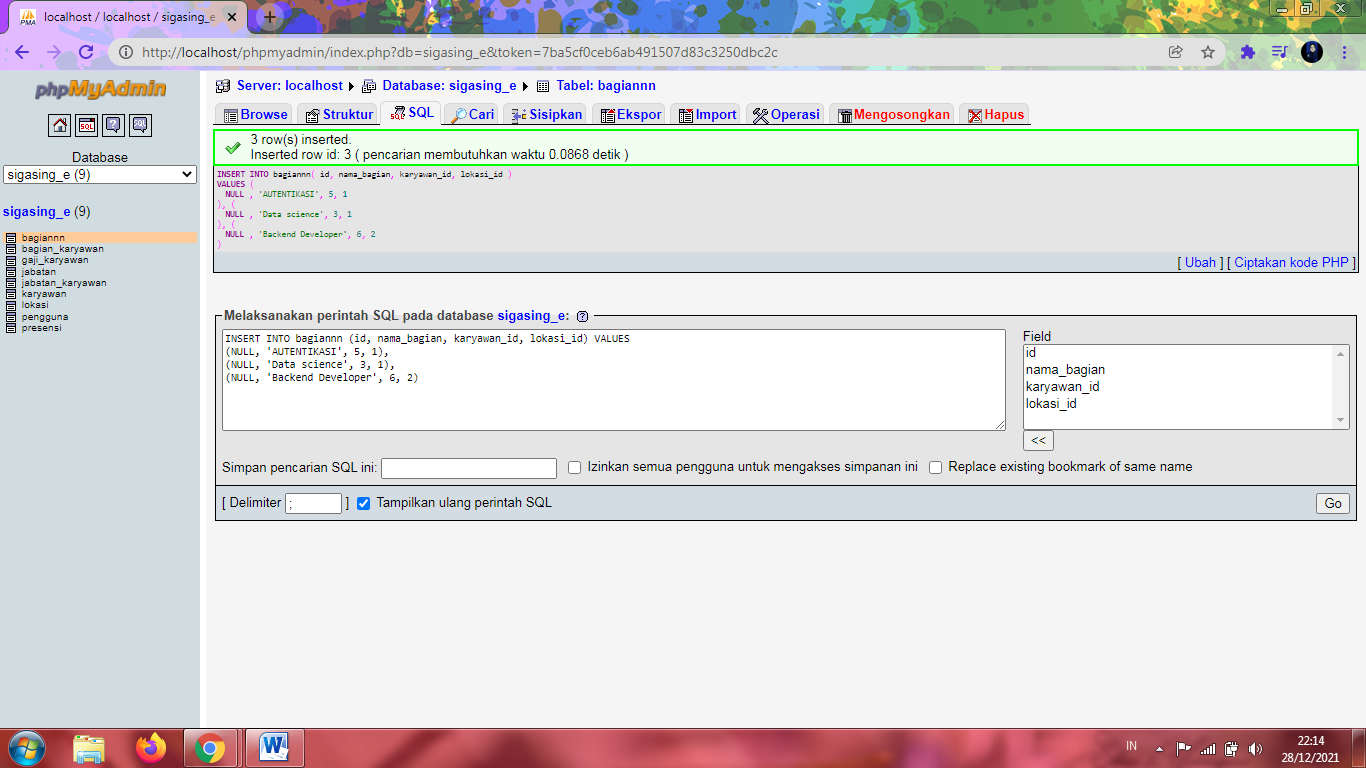 localhost / localhost / sigasing_e
http://localhost/phpmyadmin/index.php?db=sigasing_e&token=7ba5cf0ceb6ab491507d83c3250dbc2c
phpMyAdmin
Database
sigasing_e (9)
sigasing_e (9)
bagiannn
bagian_karyawan
gaji_karyawan
jabatan
jabatan_karyawan
karyawan
lokasi
pengguna
presensi
Server: localhost Database: sigasing_e Tabel: bagiannn
Browse Struktur SQL Cari Sisipkan Ekspor Import Operasi Mengosongkan Hapus
3 row(s) inserted.
Inserted row id: 3 ( pencarian membutuhkan waktu 0.0868 detik )
INSERT INTO bagiannn( id, nama_bagian, karyawan_id, lokasi_id )
VALUES (
NULL , 'AUTENTIKASI', 5, 1
), (
NULL , 'Data science', 3, 1
), (
NULL , 'Backend Developer', 6, 2
)
[ Ubah ] [ Ciptakan kode PHP ]
Melaksanakan perintah SQL pada database sigasing_e:
INSERT INTO bagiannn (id, nama_bagian, karyawan_id, lokasi_id) VALUES
(NULL, 'AUTENTIKASI', 5, 1),
(NULL, 'Data science', 3, 1),
(NULL, 'Backend Developer', 6, 2)
Field
id
nama_bagian
karyawan_id
lokasi_id
<<
Simpan pencarian SQL ini: Izinkan semua pengguna untuk mengakses simpanan ini Replace existing bookmark of same name
[ Delimiter ; ] Tampilkan ulang perintah SQL
Go
IN
22:14
28/12/2021